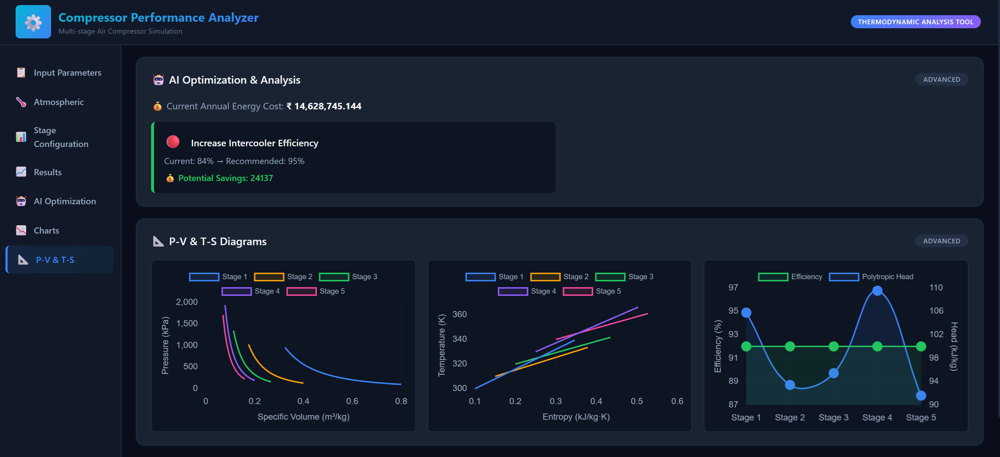 Compressor Performance Analyzer
Multi-stage Air Compressor Simulation
THERMODYNAMIC ANALYSIS TOOL
Input Parameters
Atmospheric
Stage
Configuration
Results
AI Optimization
Charts
P-V & T-S
AI Optimization & Analysis
ADVANCED
Current Annual Energy Cost: ₹ 14,628,745.144
Increase Intercooler Efficiency
Current: 84% → Recommended: 95%
Potential Savings: 24137
P-V & T-S Diagrams
ADVANCED
Stage 1 Stage 2 Stage 3
Stage 4 Stage 5
Pressure (kPa)
2,000
1,500
1,000
500
0
0 0.2 0.4 0.6 0.8
Specific Volume (m³/kg)
Stage 1 Stage 2 Stage 3
Stage 4 Stage 5
Temperature (K)
360
340
320
300
0.1 0.2 0.3 0.4 0.5 0.6
Entropy (kJ/kg·K)
Efficiency Polytropic Head
Efficiency (%)
97
95
93
91
89
87
110
106
102
98
94
90
Head (kJ/kg)
Stage 1 Stage 2 Stage 3 Stage 4 Stage 5